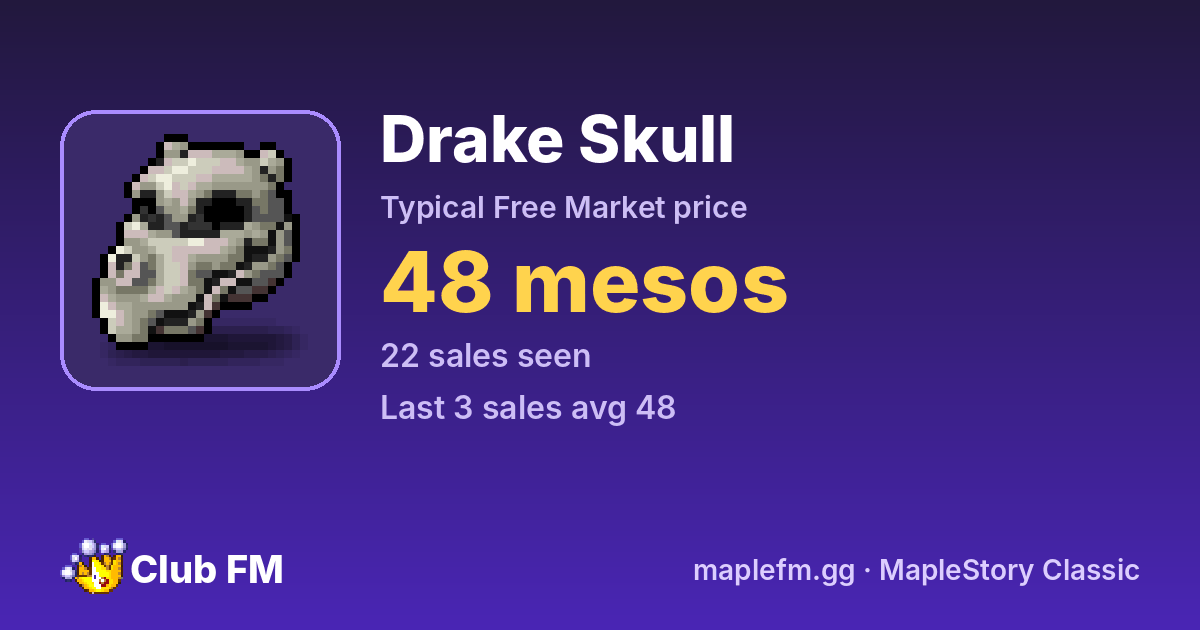 Drake Skull
Typical Free Market price
48 mesos
22 sales seen
Last 3 sales avg 48
Club FM
maplefm.gg · MapleStory Classic